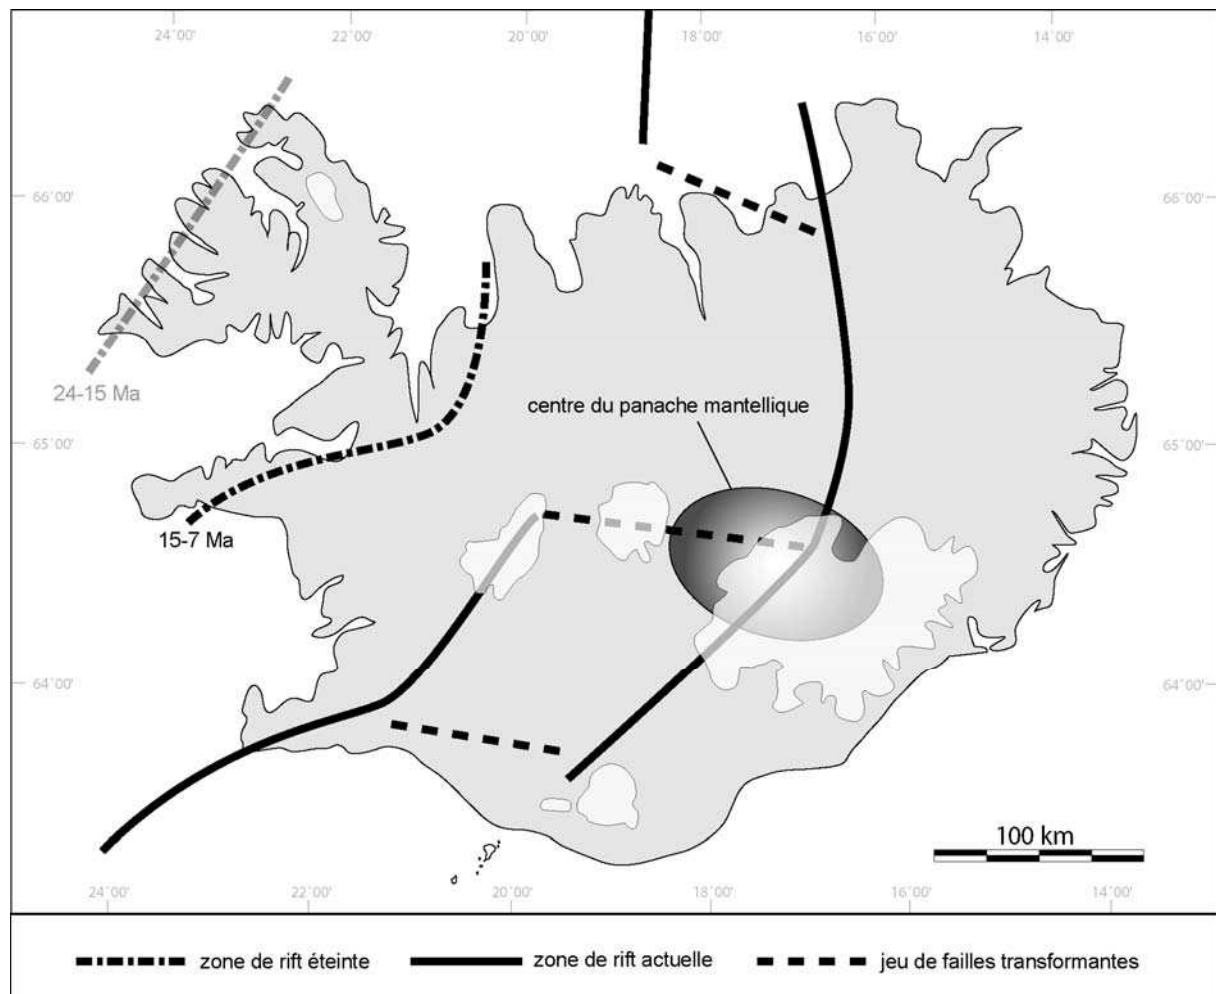 24°00' 22°00' 20°00' 18°00' 16°00' 14°00'
66°00' 66°00'
24-15 Ma
centre du panache mantellique
65°00' 65°00'
15-7 Ma
64°00' 64°00'
100 km
24°00' 22°00' 20°00' 18°00' 16°00' 14°00'
zone de rift éteinte zone de rift actuelle jeu de failles transformantes